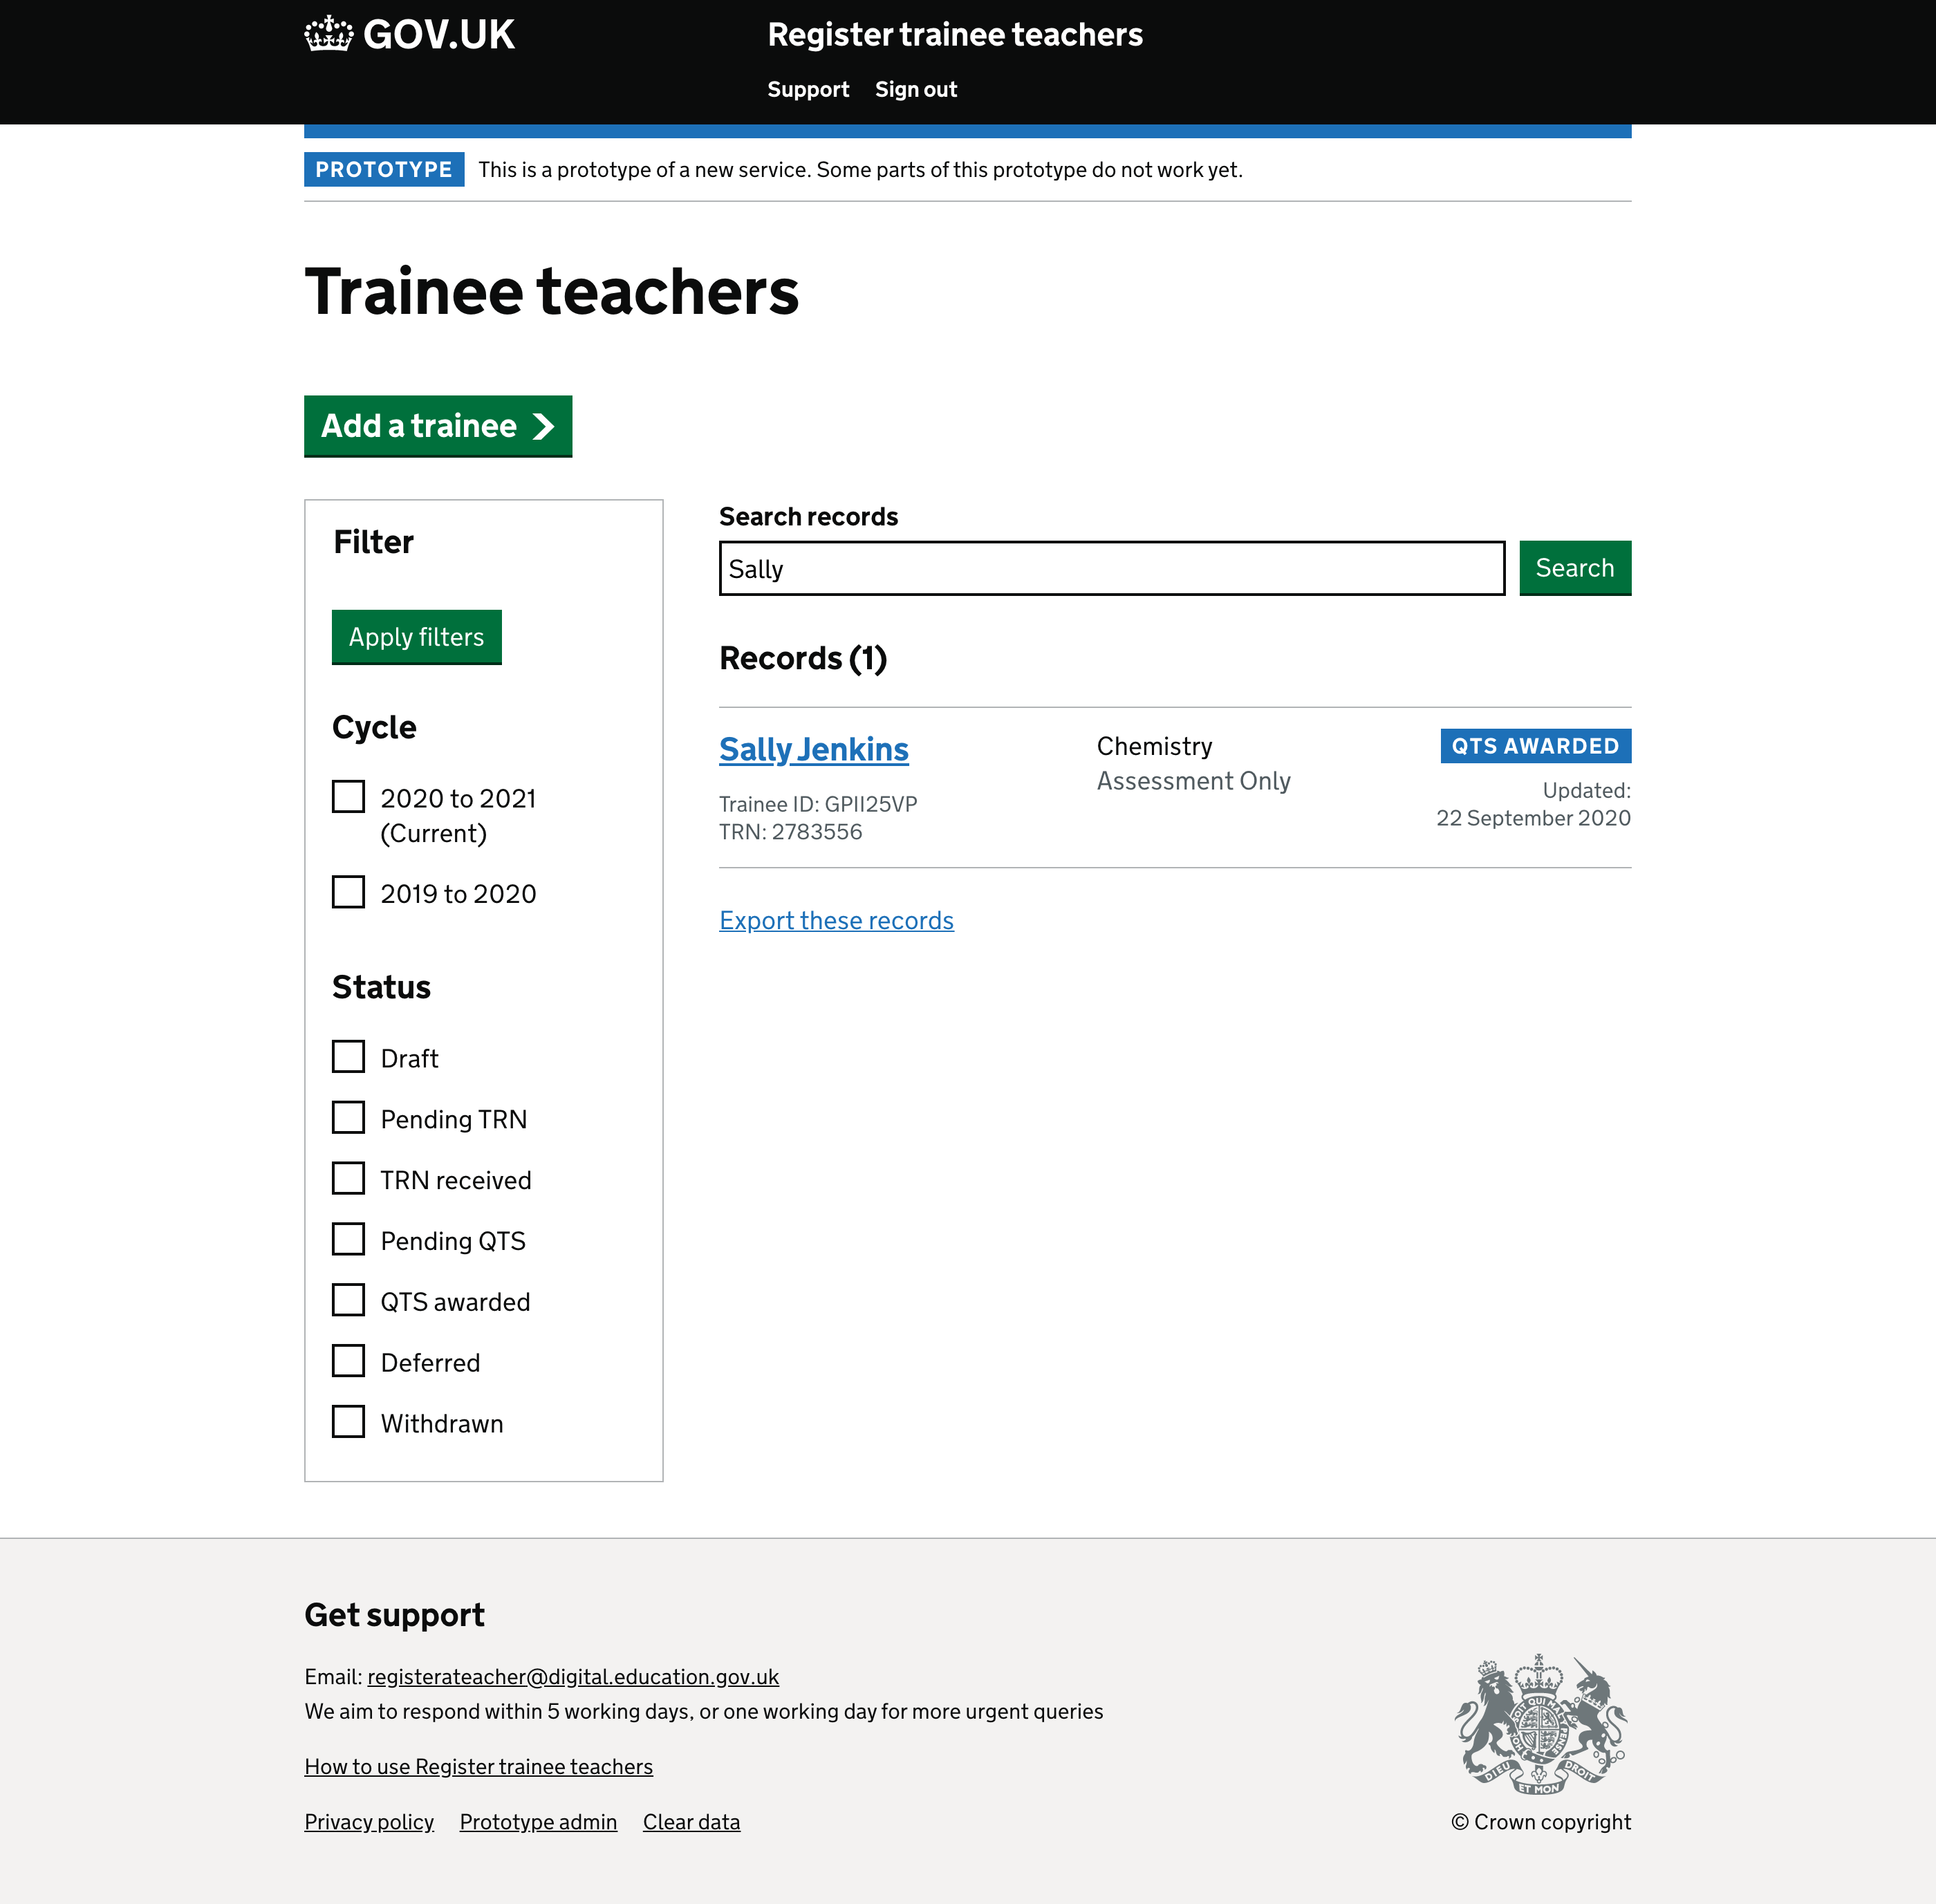 GOV.UK
Register trainee teachers
Support Sign out
PROTOTYPE This is a prototype of a new service. Some parts of this prototype do not work yet.
Trainee teachers
Add a trainee
Filter
Apply filters
Cycle
2020 to 2021
(Current)
2019 to 2020
Status
Draft
Pending TRN
TRN received
Pending QTS
QTS awarded
Deferred
Withdrawn
Search records
Sally
Search
Records (1)
Sally Jenkins
Trainee ID: GPII25VP
TRN: 2783556
Chemistry
Assessment Only
QTS AWARDED
Updated:
22 September 2020
Export these records
Get support
Email: registerateacher@digital.education.gov.uk
We aim to respond within 5 working days, or one working day for more urgent queries
How to use Register trainee teachers
Privacy policy Prototype admin Clear data
DIEU ET MON DROIT
© Crown copyright